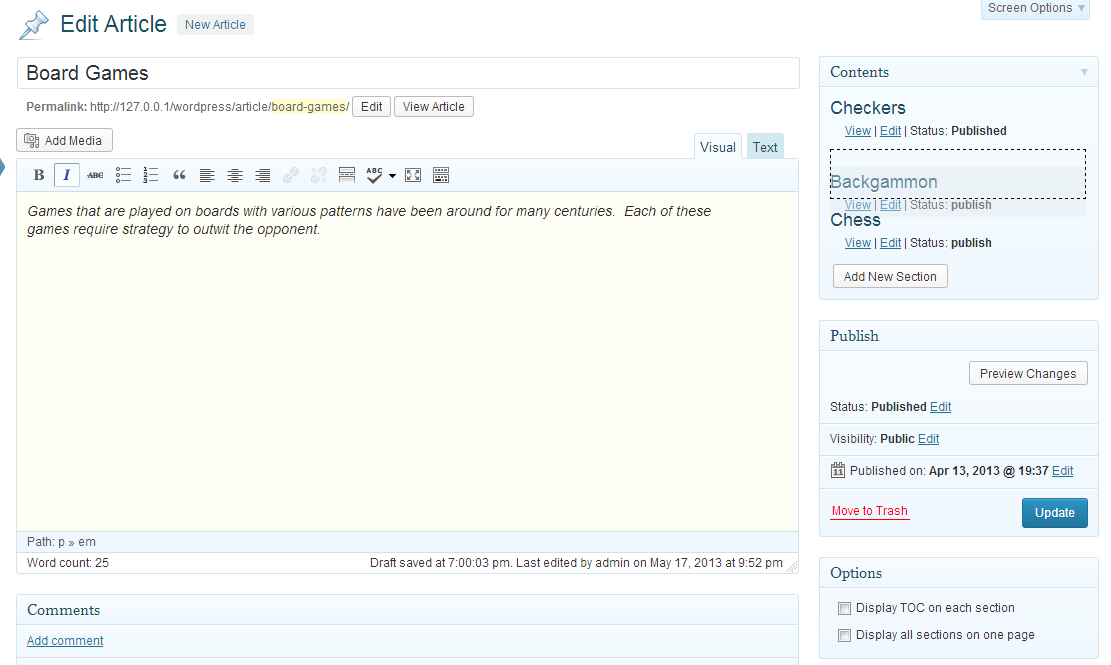 Screen Options
Edit Article New Article
Board Games
Permalink: http://127.0.0.1/wordpress/article/board-games/ Edit View Article
Add Media
Visual Text
B I ABC ABC
Games that are played on boards with various patterns have been around for many centuries. Each of these
games require strategy to outwit the opponent.
Path: p » em
Word count: 25 Draft saved at 7:00:03 pm. Last edited by admin on May 17, 2013 at 9:52 pm
Comments
Add comment
Contents
Checkers
View | Edit | Status: Published
Backgammon
View | Edit | Status: publish
Chess
View | Edit | Status: publish
Add New Section
Publish
Preview Changes
Status: Published Edit
Visibility: Public Edit
11 Published on: Apr 13, 2013 @ 19:37 Edit
Move to Trash Update
Options
Display TOC on each section
Display all sections on one page